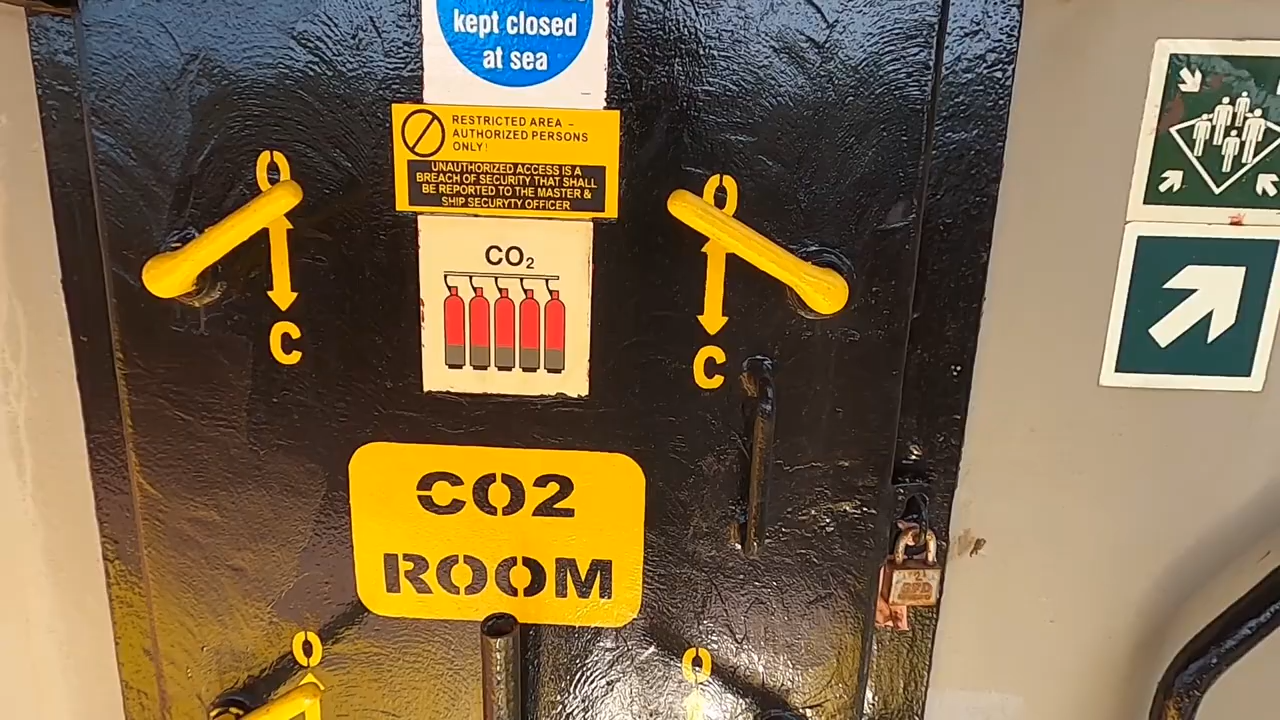 kept closed
at sea
RESTRICTED AREA –
AUTHORIZED PERSONS
ONLY!
UNAUTHORIZED ACCESS IS A
BREACH OF SECURITY THAT SHALL
BE REPORTED TO THE MASTER &
SHIP SECURYTY OFFICER
O
O
CO₂
C
C
CO2
ROOM
O
O